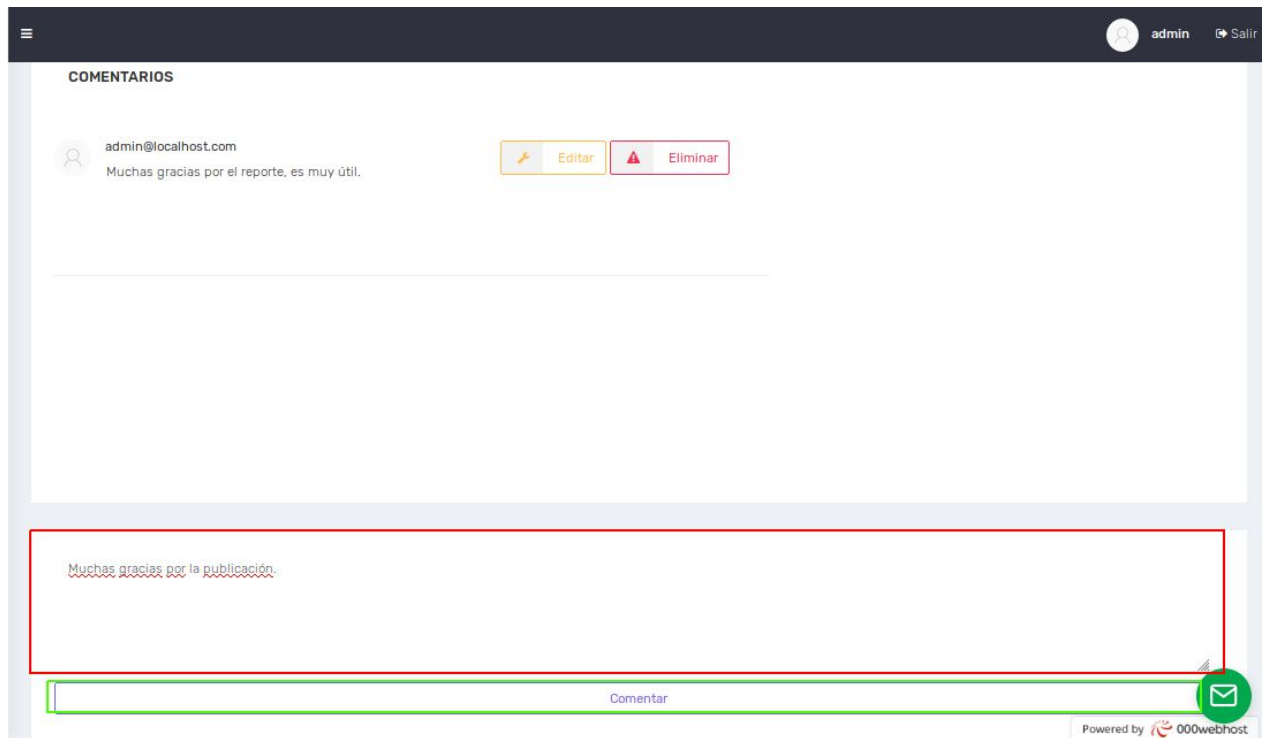 admin Salir
COMENTARIOS
admin@localhost.com
Muchas gracias por el reporte, es muy útil.
Editar Eliminar
Muchas gracias por la publicación.
Comentar
Powered by 000webhost